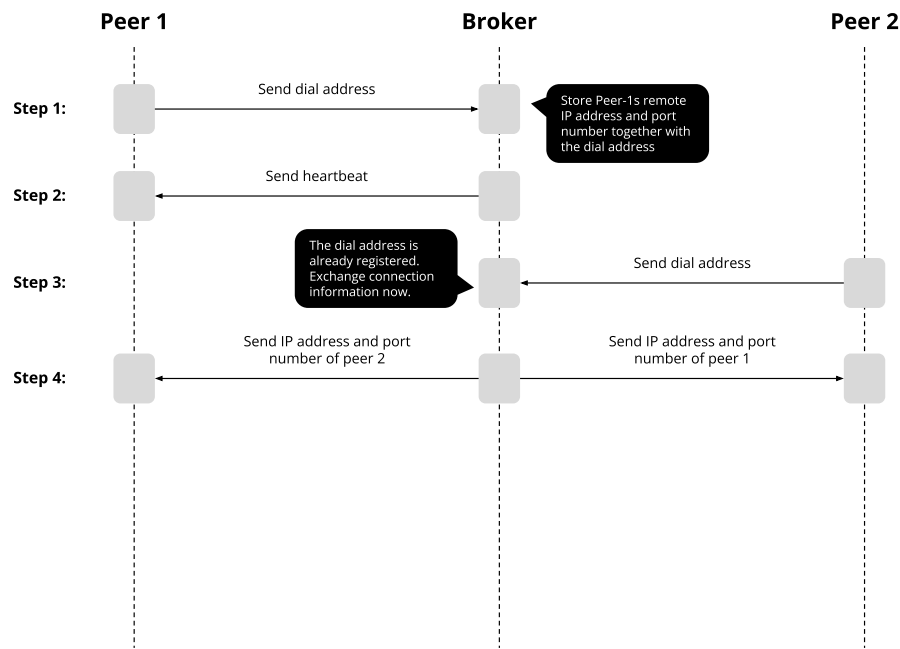 Peer 1
Broker
Peer 2
Step 1:
Send dial address
Store Peer-1s remote
IP address and port
number together with
the dial address
Step 2:
Send heartbeat
Step 3:
The dial address is
already registered.
Exchange connection
information now.
Send dial address
Step 4:
Send IP address and port
number of peer 2
Send IP address and port
number of peer 1